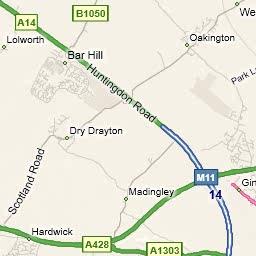 B1050
We
A14
Oakington
Lolworth
Bar Hill
Huntingdon Road
Park L
Dry Drayton
Scotland Road
M11
14
Gir
Madingley
Hardwick
A428
A1303